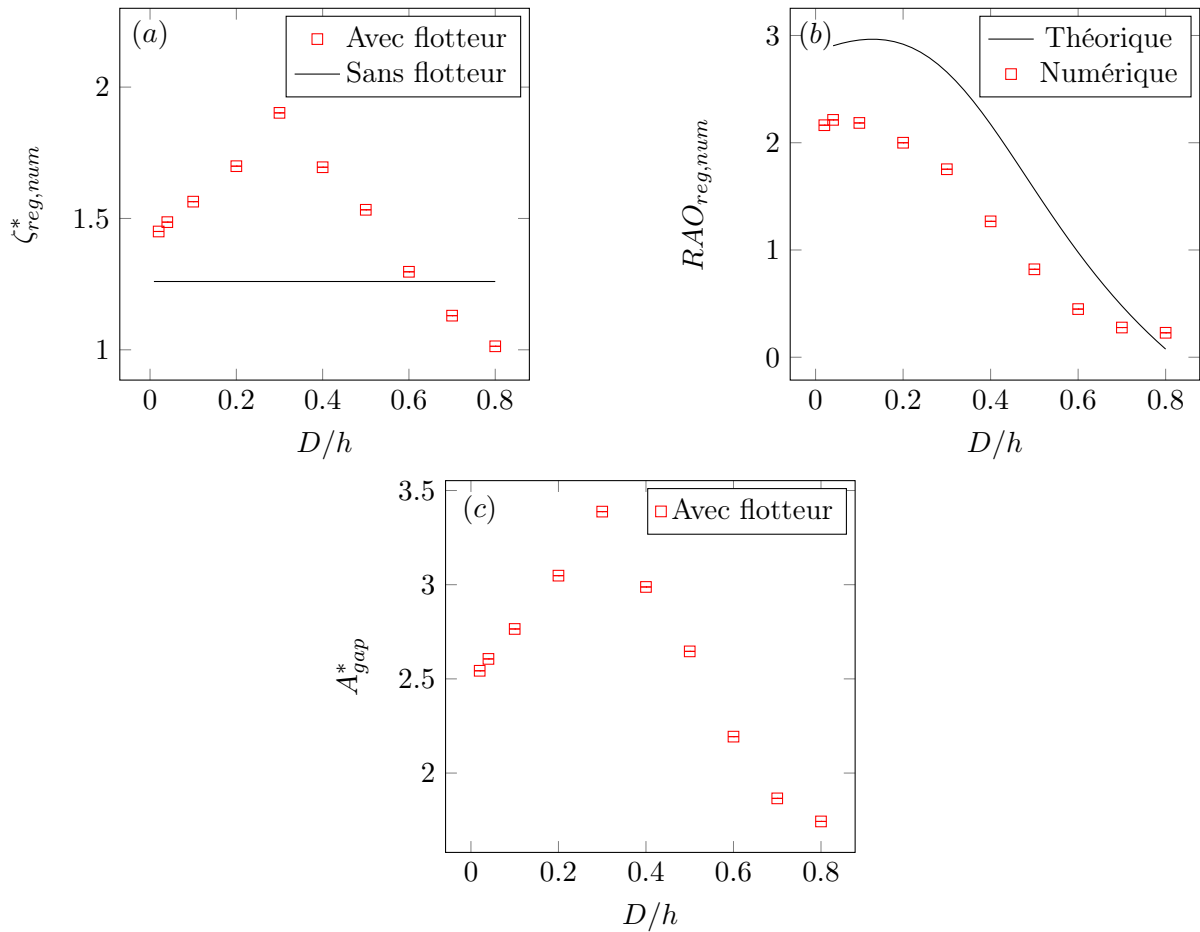 (a)
Avec flotteur
Sans flotteur
2
1.5
1
ζ*reg,num
0 0.2 0.4 0.6 0.8
D/h
(b)
Théorique
Numérique
3
2
1
0
RAOreg,num
0 0.2 0.4 0.6 0.8
D/h
(c)
Avec flotteur
3.5
3
2.5
2
A*gap
0 0.2 0.4 0.6 0.8
D/h